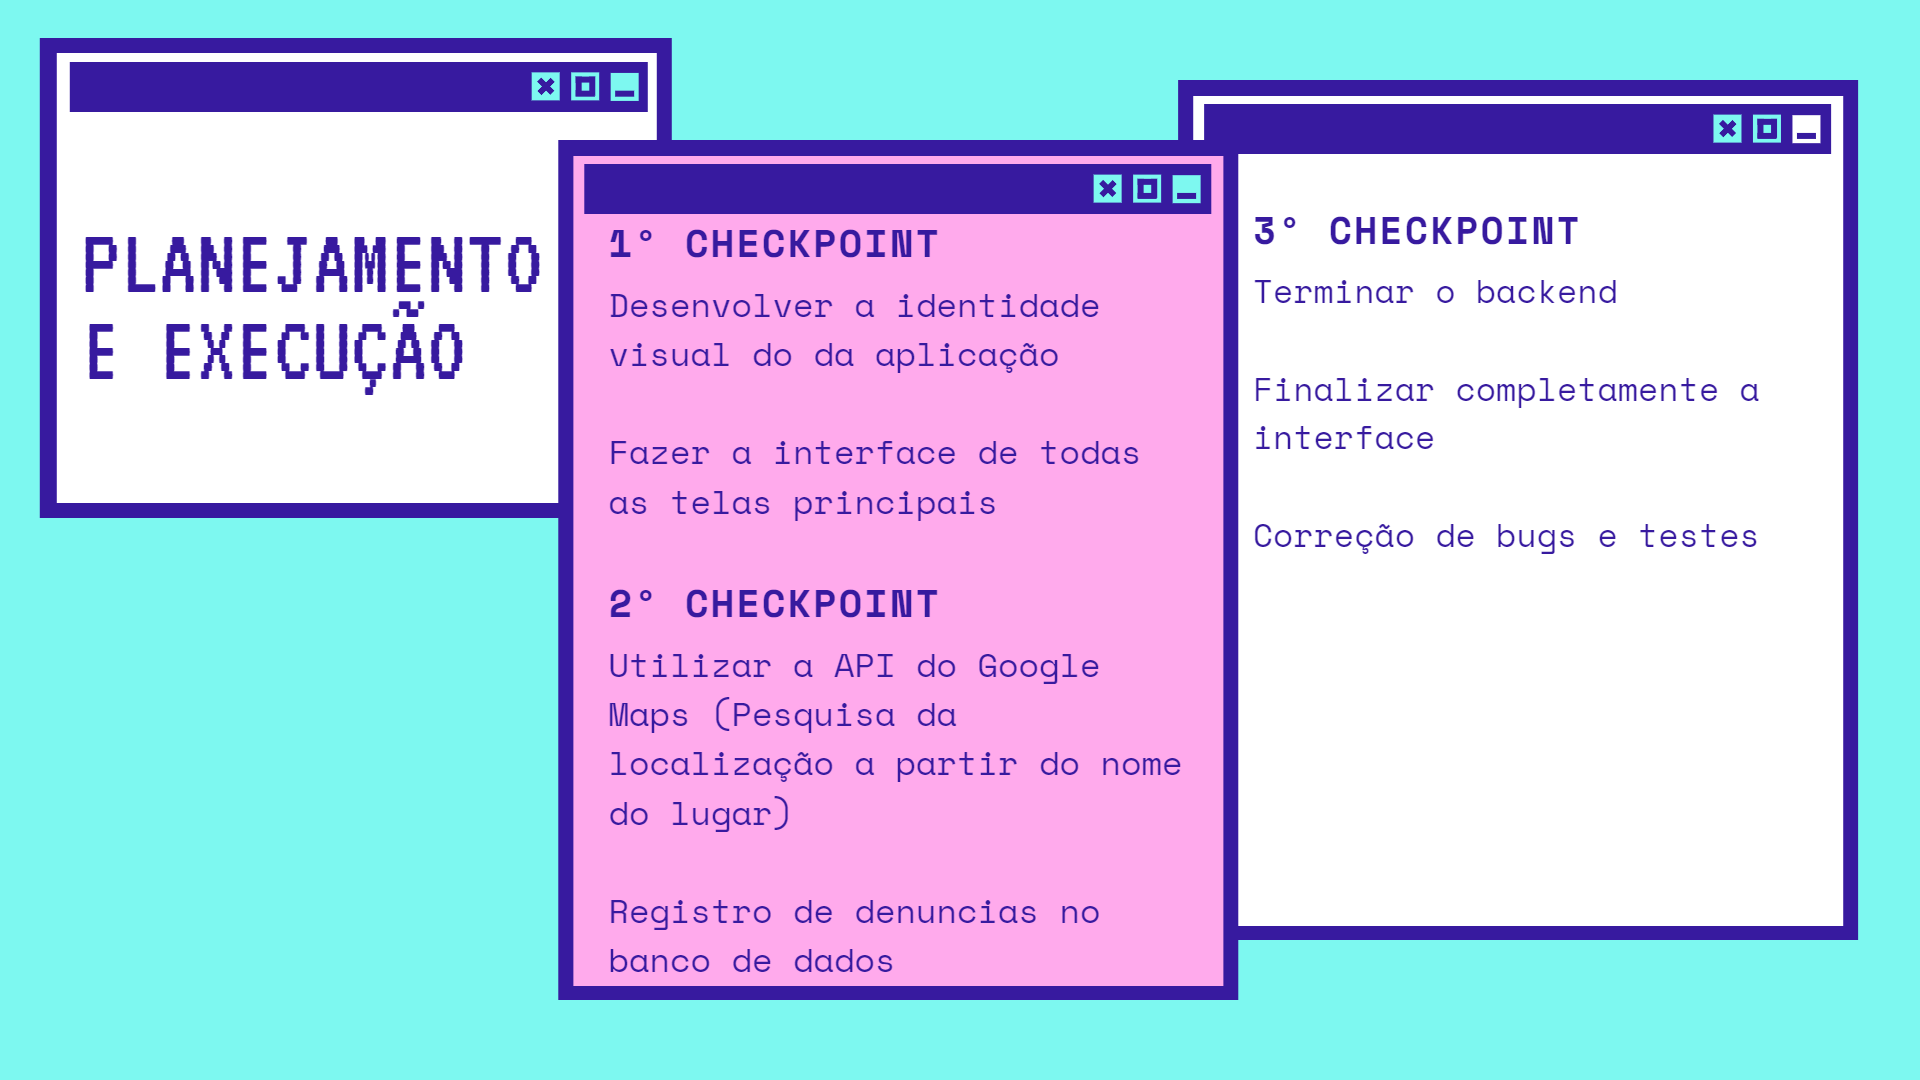 PLANEJAMENTO
E EXECUÇÃO
1° CHECKPOINT
Desenvolver a identidade
visual do da aplicação
Fazer a interface de todas
as telas principais
2° CHECKPOINT
Utilizar a API do Google
Maps (Pesquisa da
localização a partir do nome
do lugar)
Registro de denuncias no
banco de dados
3° CHECKPOINT
Terminar o backend
Finalizar completamente a
interface
Correção de bugs e testes